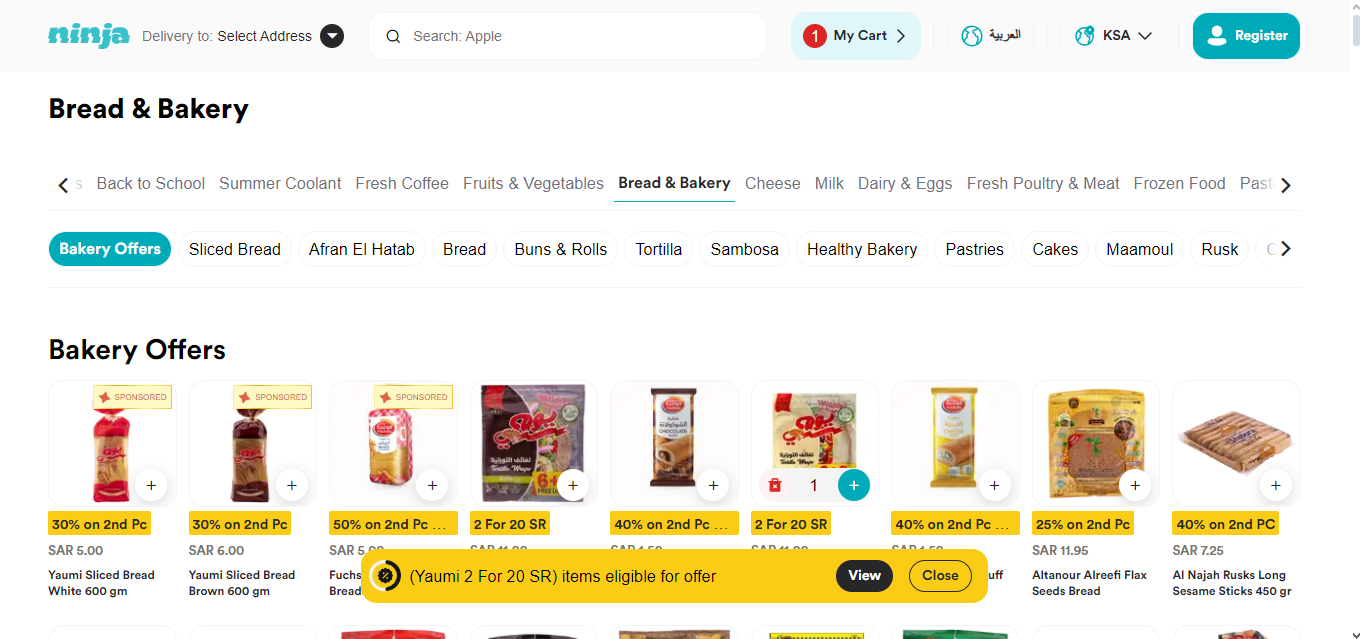 ninja
Delivery to: Select Address
Search: Apple
1 My Cart
العربية
KSA
Register
Bread & Bakery
Back to School Summer Coolant Fresh Coffee Fruits & Vegetables Bread & Bakery Cheese Milk Dairy & Eggs Fresh Poultry & Meat Frozen Food
Bakery Offers Sliced Bread Afran El Hatab Bread Buns & Rolls Tortilla Sambosa Healthy Bakery Pastries Cakes Maamoul Rusk
Bakery Offers
SPONSORED SPONSORED SPONSORED
1
30% on 2nd Pc 30% on 2nd Pc 50% on 2nd Pc ... 2 For 20 SR 40% on 2nd Pc ... 2 For 20 SR 40% on 2nd Pc ... 25% on 2nd Pc 40% on 2nd PC
SAR 5.00 SAR 6.00 SAR 11.95 SAR 7.25
Yaumi Sliced Bread
White 600 gm
Yaumi Sliced Bread
Brown 600 gm
Altanour Alreefi Flax
Seeds Bread
Al Najah Rusks Long
Sesame Sticks 450 gr
(Yaumi 2 For 20 SR) items eligible for offer
View
Close